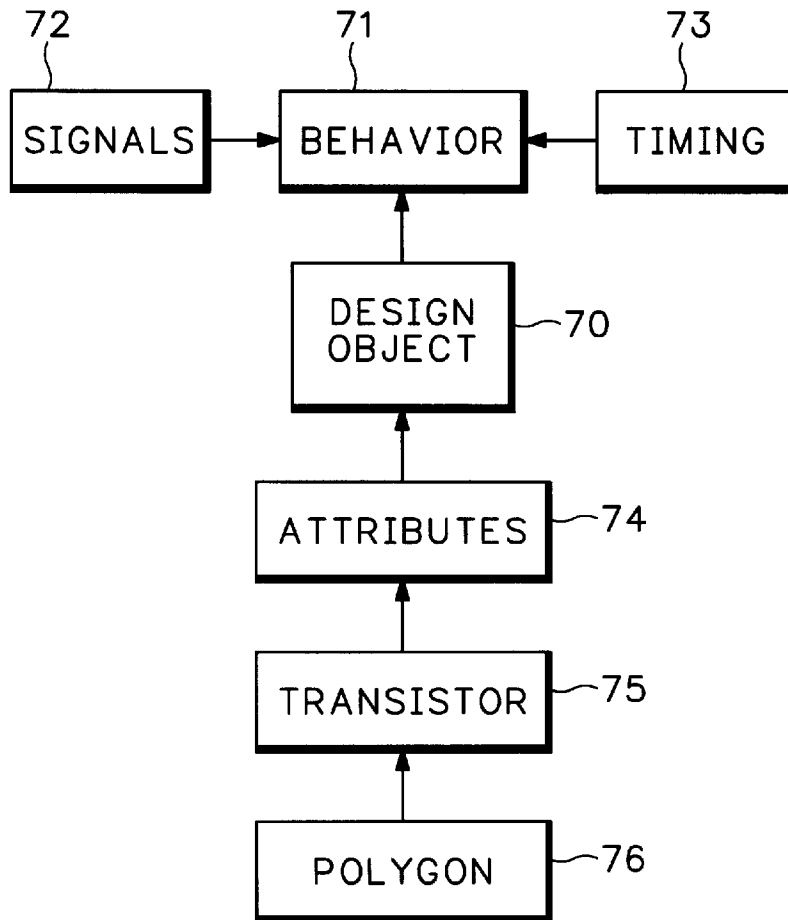 72
71
73
SIGNALS
BEHAVIOR
TIMING
DESIGN
OBJECT
70
ATTRIBUTES
74
TRANSISTOR
75
POLYGON
76